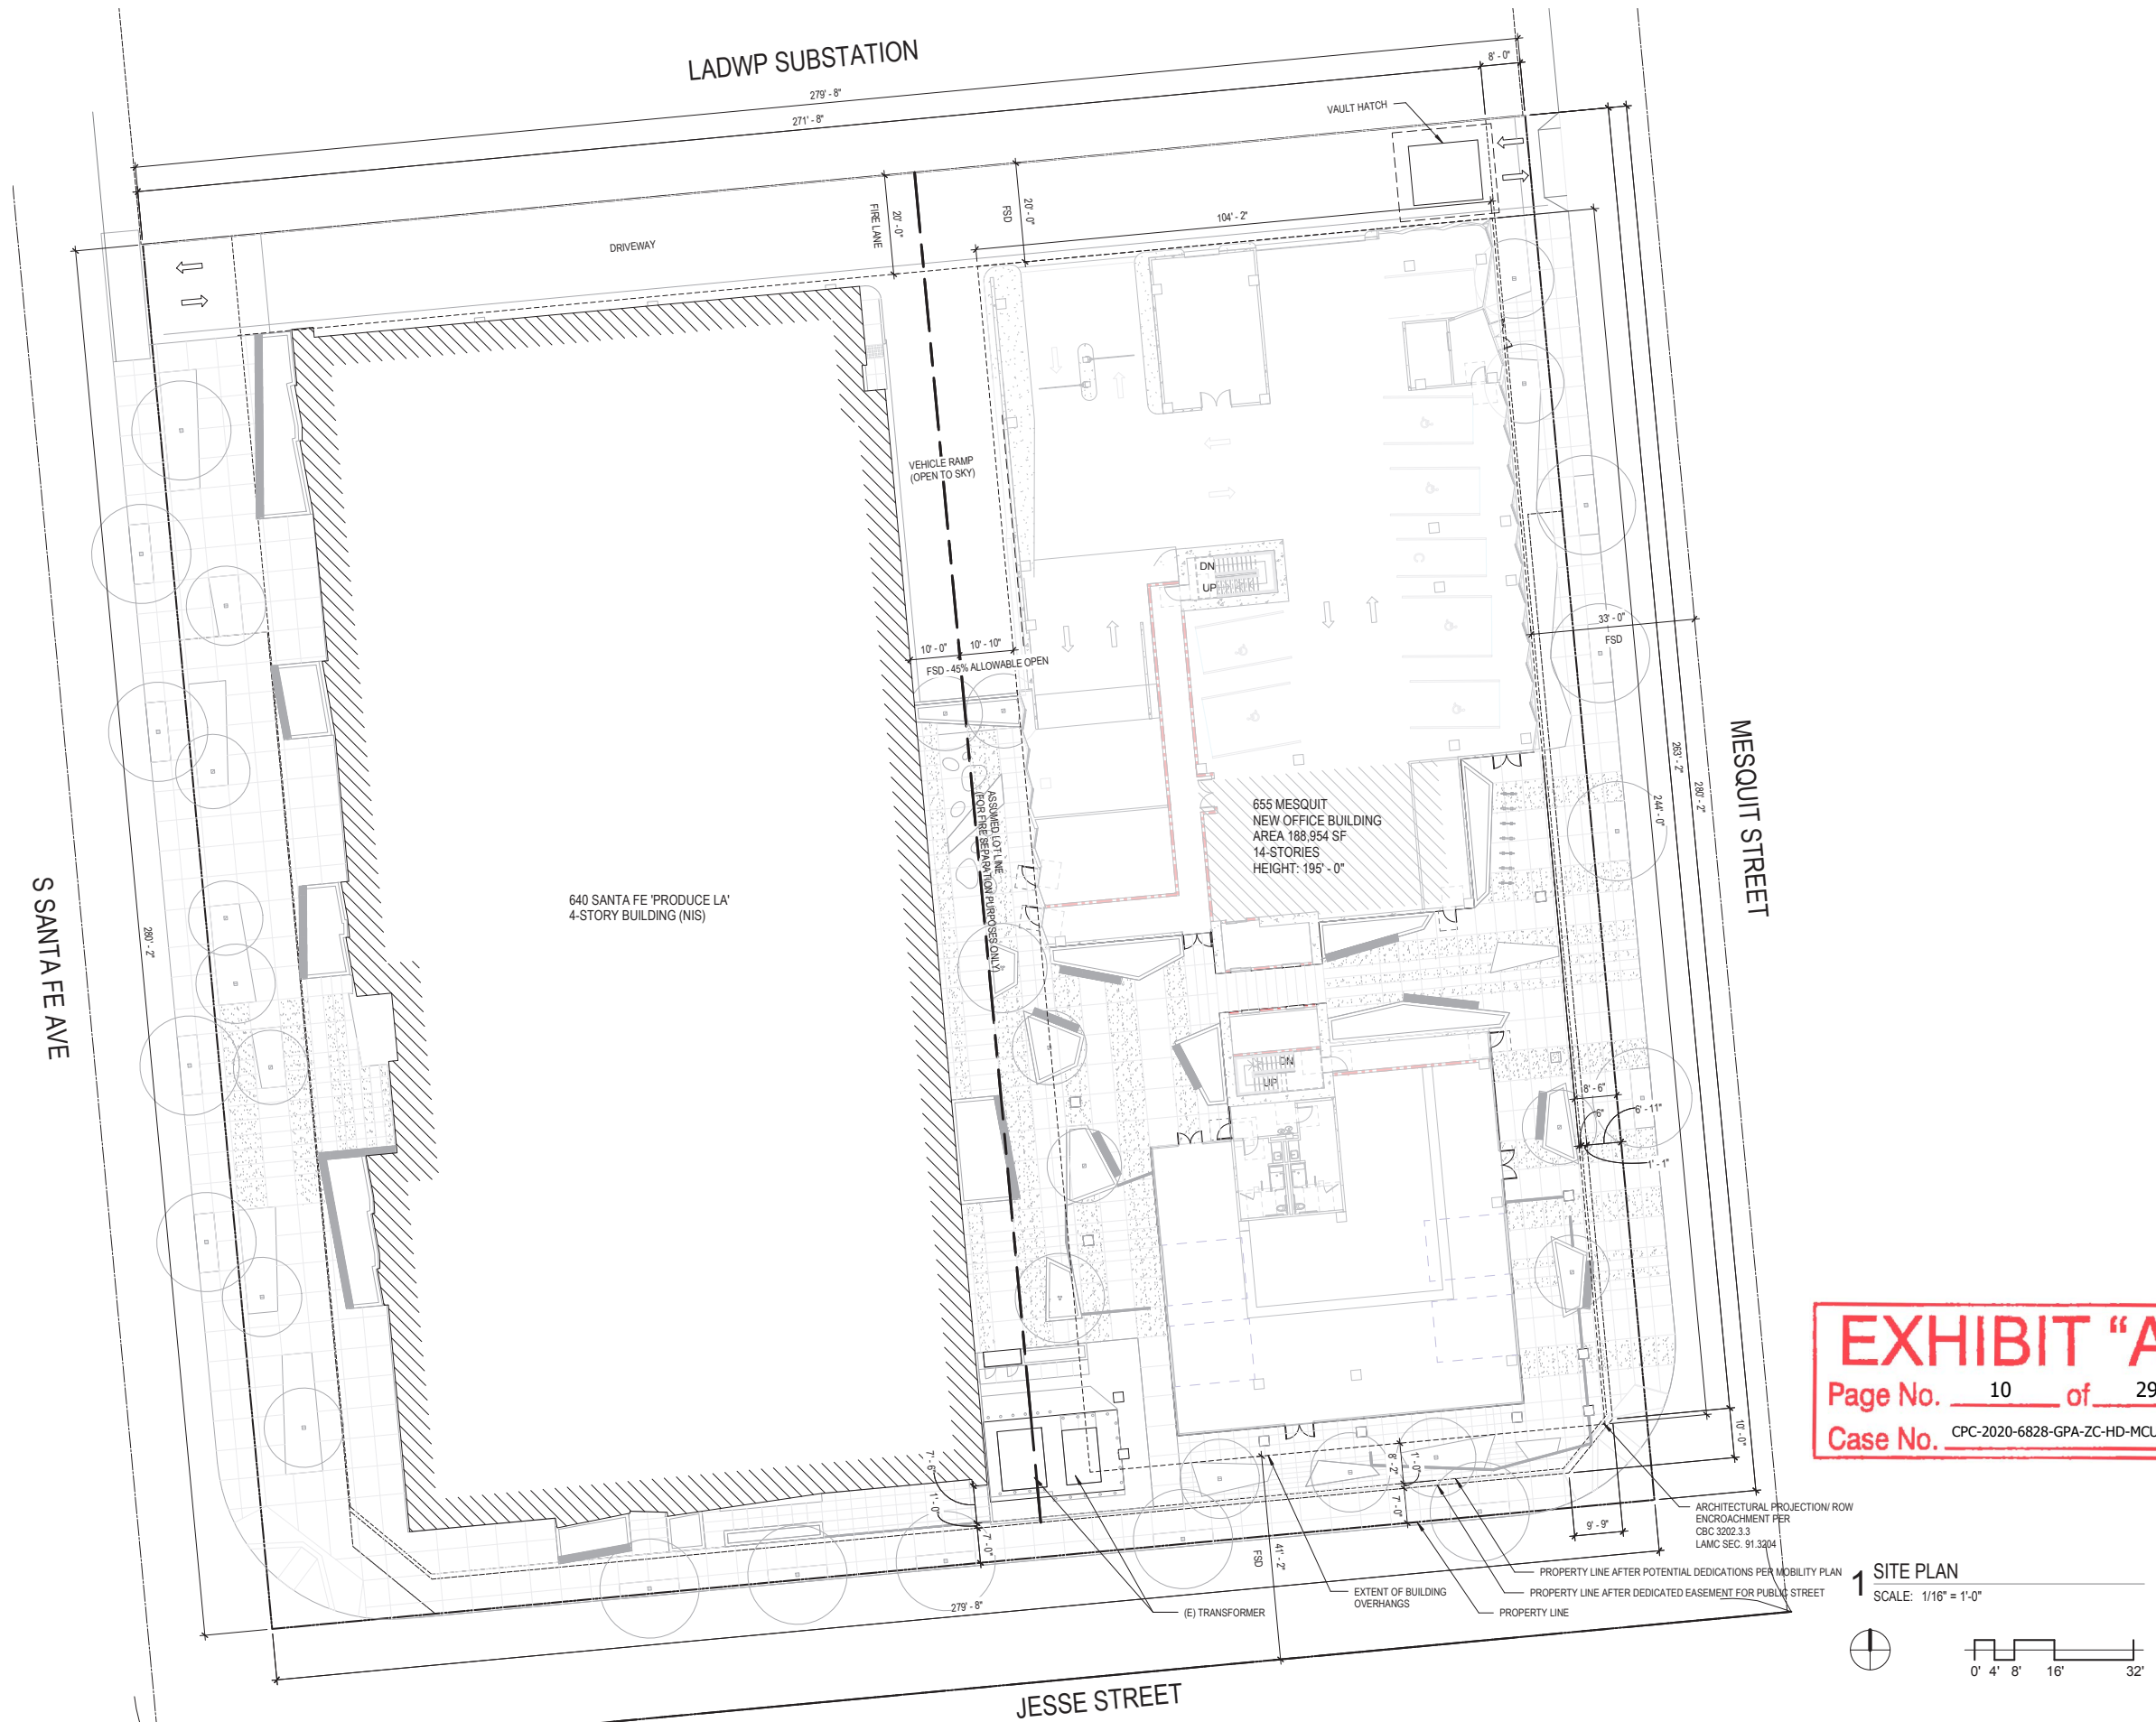 LADWP SUBSTATION
279' - 8"
271' - 8"
8' - 0"
VAULT HATCH
FIRE LANE
20' - 0"
FSD
20' - 0"
104' - 2"
DRIVEWAY
VEHICLE RAMP
(OPEN TO SKY)
DN
UP
10' - 0"
10' - 10"
FSD - 45% ALLOWABLE OPEN
33' - 0"
FSD
ASSUMED LOT LINE
(FOR FIRE SEPARATION PURPOSES ONLY)
655 MESQUIT
NEW OFFICE BUILDING
AREA 188,954 SF
14-STORIES
HEIGHT: 195' - 0"
244' - 0"
263' - 2"
280' - 2"
MESQUIT STREET
640 SANTA FE 'PRODUCE LA'
4-STORY BUILDING (NIS)
S SANTA FE AVE
280' - 2"
DN
UP
8' - 6"
6"
6' - 11"
1' - 1"
EXHIBIT "A
Page No. 10 of 29
Case No. CPC-2020-6828-GPA-ZC-HD-MCU
10' - 0"
7' - 6"
1' - 0"
7' - 0"
8' - 2"
1' - 0"
7' - 0"
9' - 9"
41' - 2"
FSD
ARCHITECTURAL PROJECTION/ ROW
ENCROACHMENT PER
CBC 3202.3.3
LAMC SEC. 91.3204
PROPERTY LINE AFTER POTENTIAL DEDICATIONS PER MOBILITY PLAN
PROPERTY LINE AFTER DEDICATED EASEMENT FOR PUBLIC STREET
PROPERTY LINE
EXTENT OF BUILDING
OVERHANGS
(E) TRANSFORMER
279' - 8"
JESSE STREET
1 SITE PLAN
SCALE: 1/16" = 1'-0"
0' 4' 8' 16' 32'